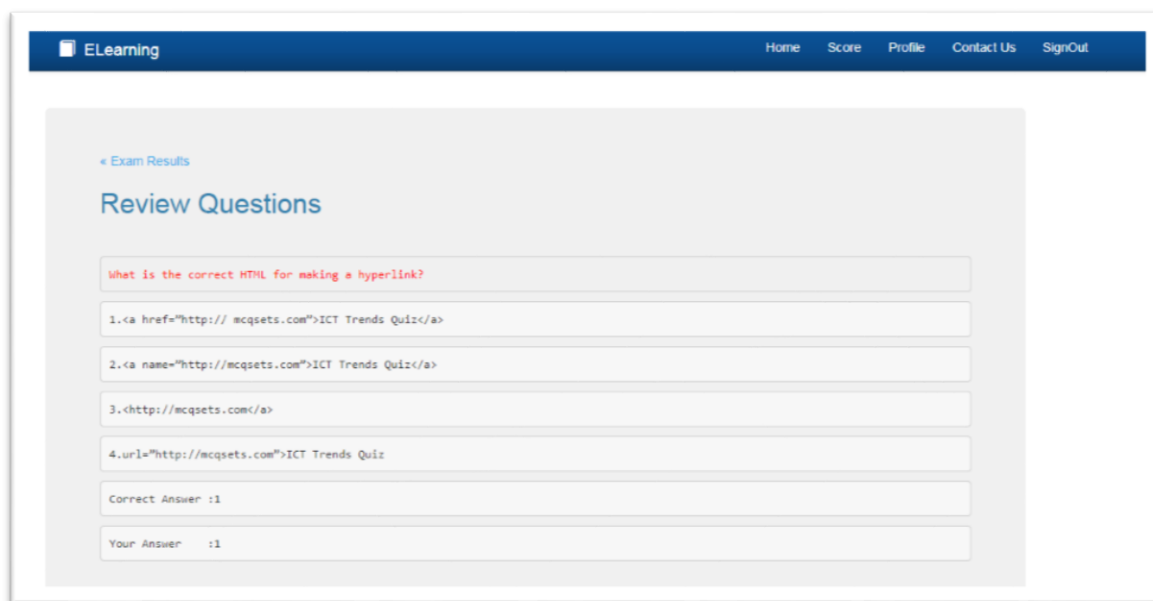 ELearning
Home Score Profile Contact Us SignOut
« Exam Results
Review Questions
What is the correct HTML for making a hyperlink?
1.<a href=”http:// mcqsets.com”>ICT Trends Quiz</a>
2.<a name=”http://mcqsets.com”>ICT Trends Quiz</a>
3.<http://mcqsets.com</a>
4.url=”http://mcqsets.com”>ICT Trends Quiz
Correct Answer :1
Your Answer :1